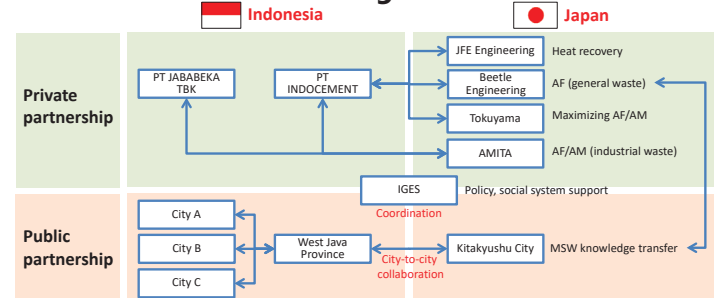 Indonesia
Japan
Private
partnership
PT JABABEKA
TBK
PT
INDOCEMENT
JFE Engineering
Heat recovery
Beetle
Engineering
AF (general waste)
Tokuyama
Maximizing AF/AM
AMITA
AF/AM (industrial waste)
IGES
Policy, social system support
Coordination
Public
partnership
City A
City B
City C
West Java
Province
City-to-city
collaboration
Kitakyushu City
MSW knowledge transfer